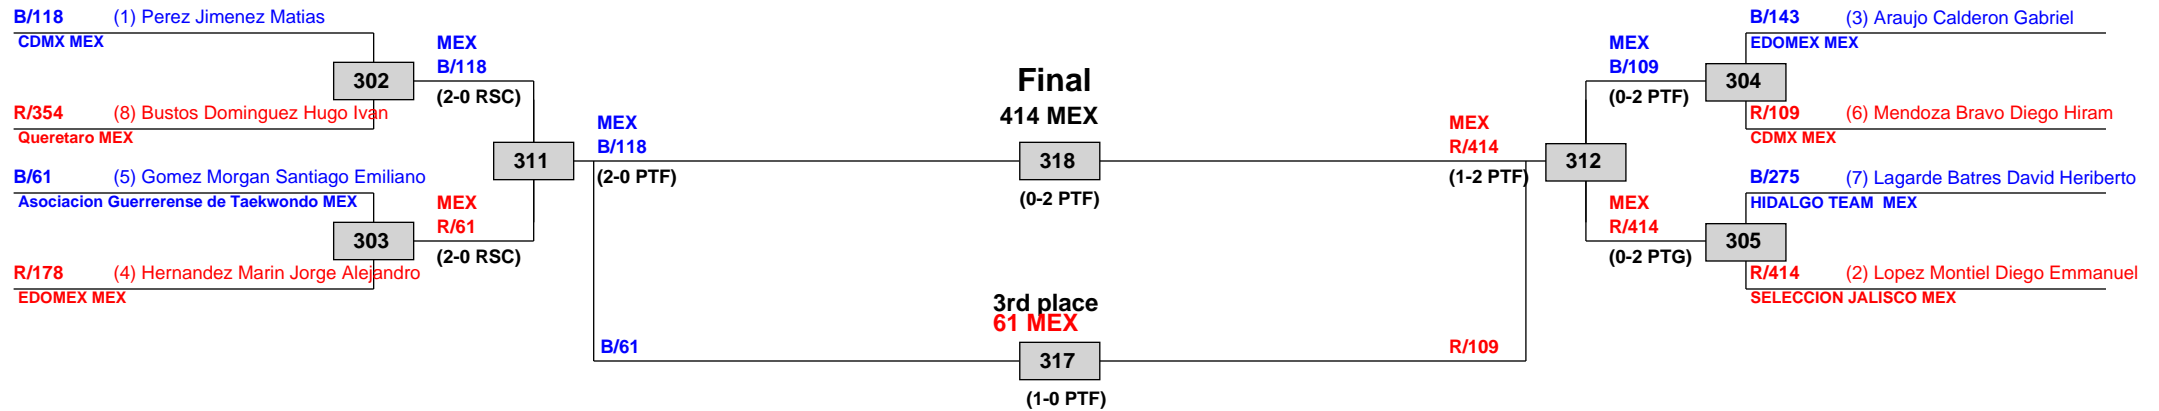 B/118 (1) Perez Jimenez Matias
CDMX MEX
MEX
B/118
302
(2-0 RSC)
R/354 (8) Bustos Dominguez Hugo Ivan
Queretaro MEX
311
B/61 (5) Gomez Morgan Santiago Emiliano
Asociacion Guerrerense de Taekwondo MEX
MEX
R/61
303
(2-0 RSC)
R/178 (4) Hernandez Marin Jorge Alejandro
EDOMEX MEX
MEX
B/118
(2-0 PTF)
Final
414 MEX
318
(0-2 PTF)
3rd place
61 MEX
B/61
317
R/109
(1-0 PTF)
MEX
R/414
(1-2 PTF)
312
B/143 (3) Araujo Calderon Gabriel
EDOMEX MEX
MEX
B/109
304
(0-2 PTF)
R/109 (6) Mendoza Bravo Diego Hiram
CDMX MEX
B/275 (7) Lagarde Batres David Heriberto
HIDALGO TEAM MEX
MEX
R/414
305
(0-2 PTG)
R/414 (2) Lopez Montiel Diego Emmanuel
SELECCION JALISCO MEX